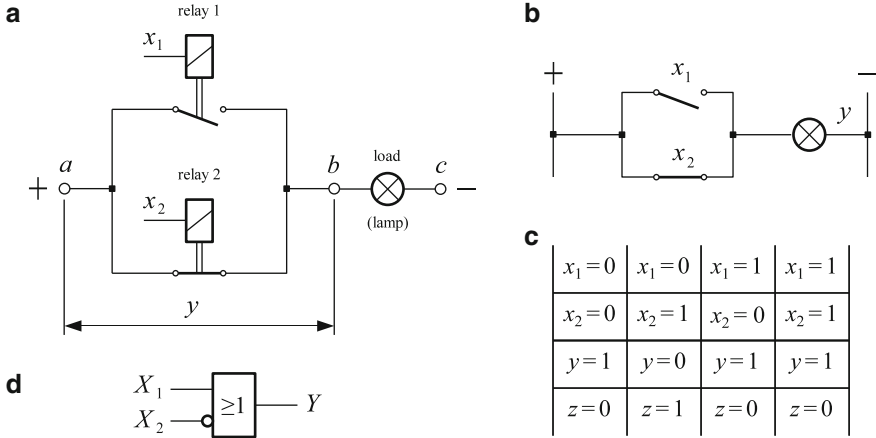 a
relay 1
x₁
+
a
relay 2
x₂
b
load
(lamp)
c
−
y
b
+
−
x₁
x₂
y
c
x₁=0 x₁=0 x₁=1 x₁=1
x₂=0 x₂=1 x₂=0 x₂=1
y=1 y=0 y=1 y=1
z=0 z=1 z=0 z=0
d
X₁
X₂
≥1
Y